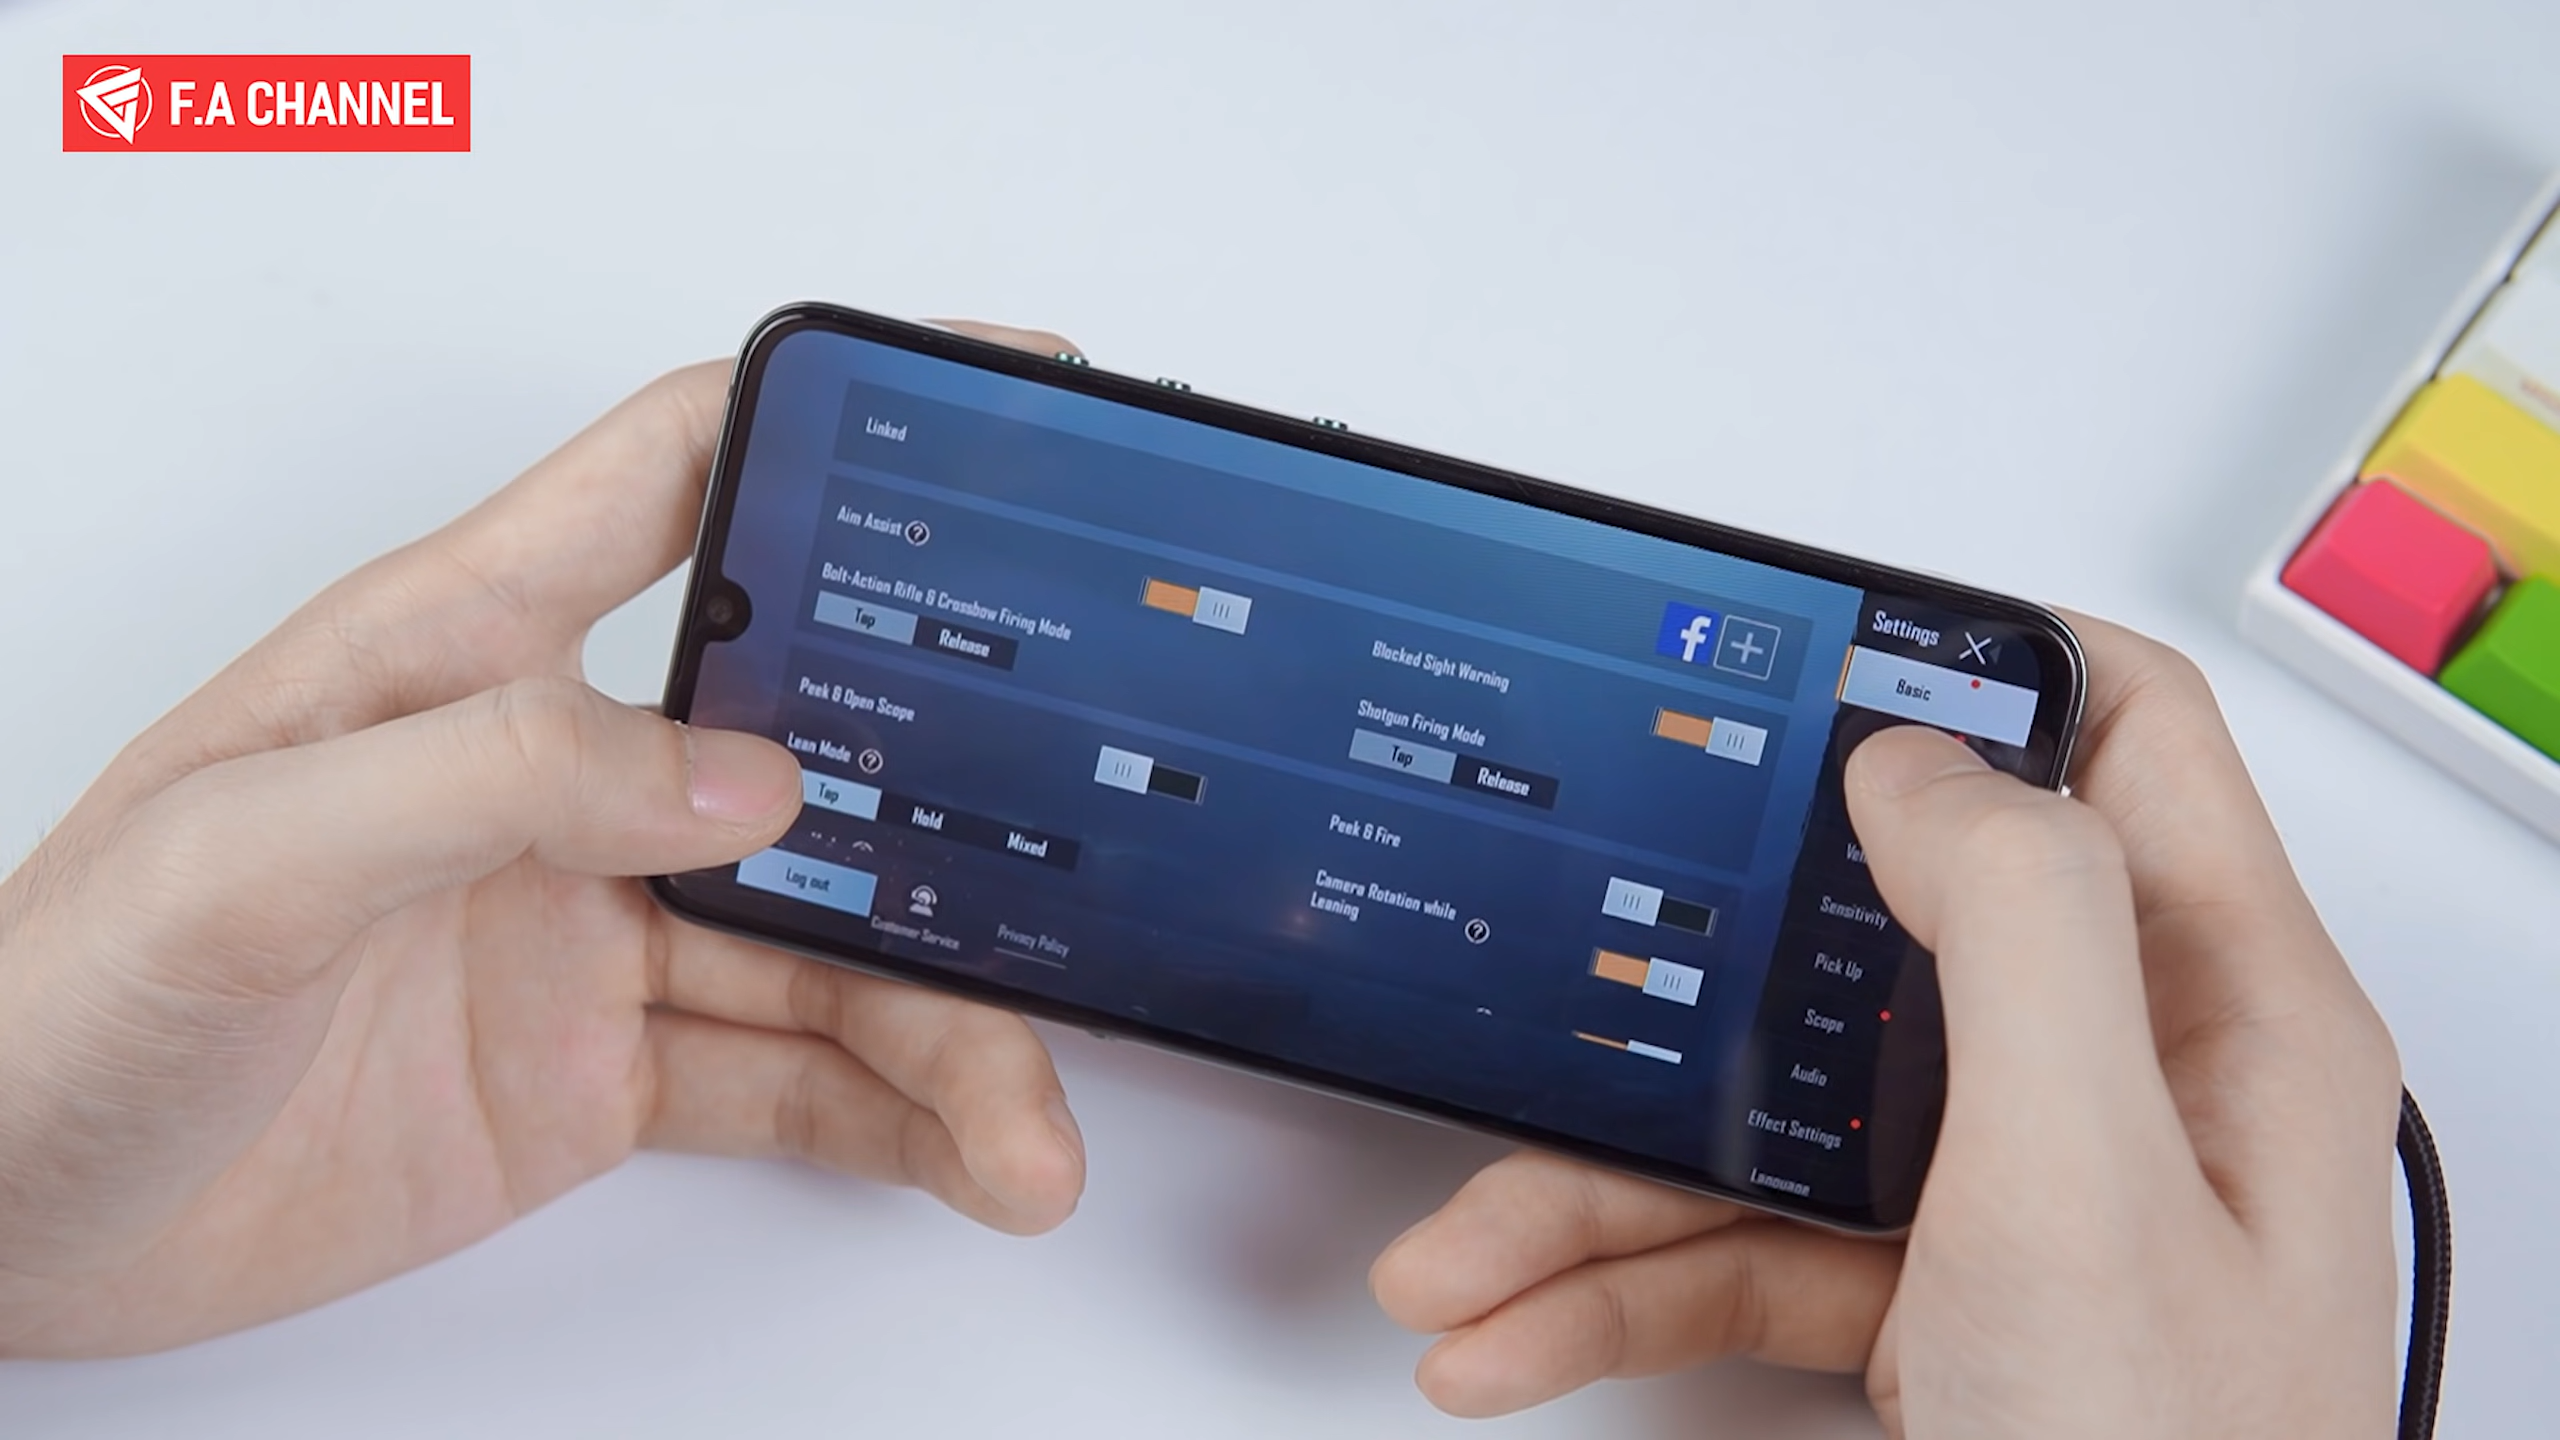 F.A CHANNEL
Linked
Aim Assist ?
Bolt-Action Rifle & Crossbow Firing Mode
Tap
Release
Blocked Sight Warning
Shotgun Firing Mode
Tap
Release
Peek & Open Scope
Lean Mode ?
Tap
Hold
Mixed
Peek & Fire
Camera Rotation while
Leaning ?
Log out
Customer Service
Privacy Policy
Settings
Basic
Sensitivity
Pick Up
Scope
Audio
Effect Settings
Language